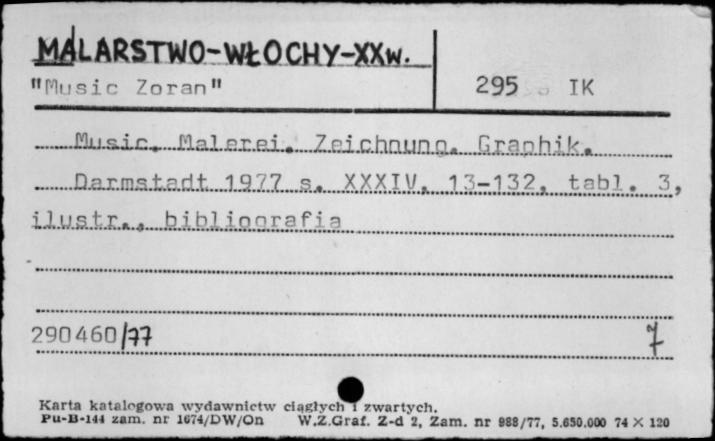 MALARSTWO-WŁOCHY-XXw.
"Music Zoran" 295 IK
Music. Malerei. Zeichnung. Graphik.
Darmstadt 1977 s. XXXIV, 13-132, tabl. 3,
ilustr., bibliografia
290460/77 7
Karta katalogowa wydawnictw ciągłych i zwartych.
Pu-B-144 zam. nr 1674/DW/On W.Z.Graf. Z-d 2, Zam. nr 988/77, 5.650.000 74 × 120